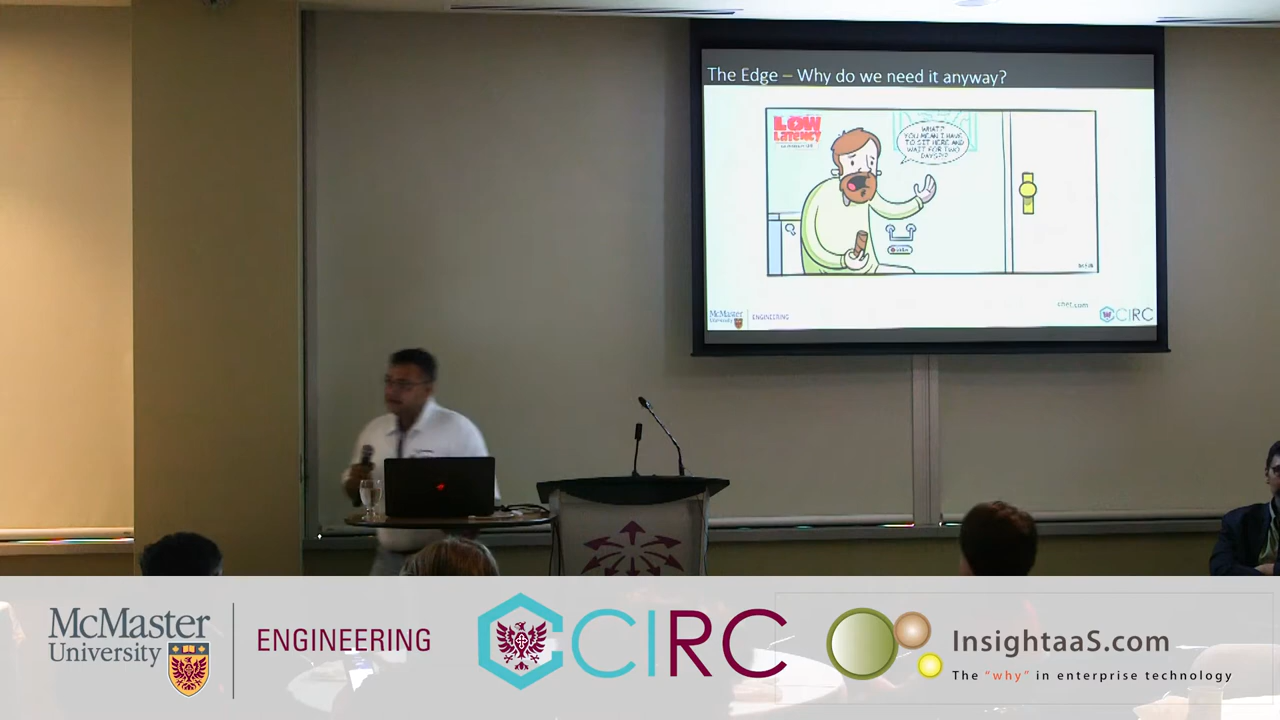 The Edge – Why do we need it anyway?
LOW
LATENCY
WHAT?
YOU MEAN I HAVE
TO SIT HERE AND
WAIT FOR TWO
DAYS?!?
McMaster
University
ENGINEERING
CIRC
McMaster
University
ENGINEERING
CIRC
InsightaaS.com
The "why" in enterprise technology